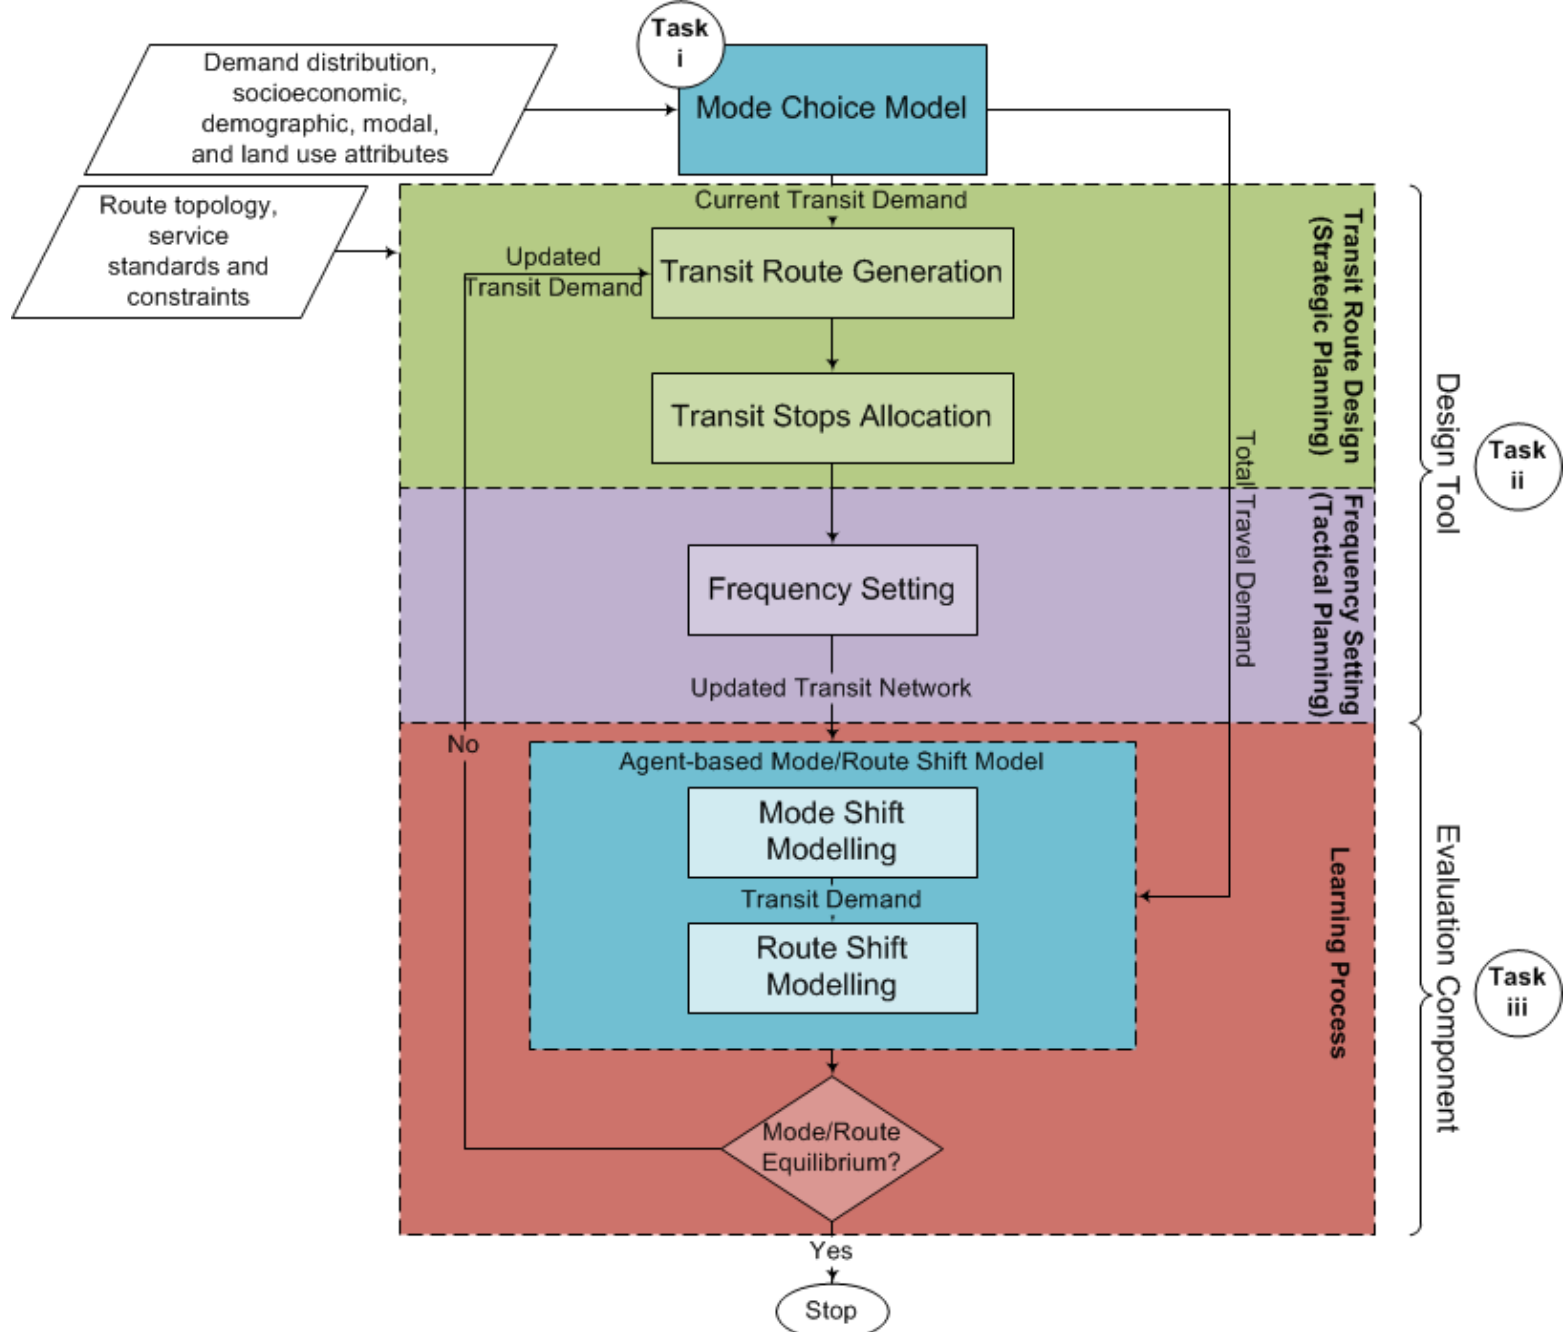 Task
i
Demand distribution,
socioeconomic,
demographic, modal,
and land use attributes
Mode Choice Model
Route topology,
service
standards and
constraints
Current Transit Demand
Updated
Transit Demand
Transit Route Generation
Transit Stops Allocation
Transit Route Design
(Strategic Planning)
Design Tool
Task
ii
Total Travel Demand
Frequency Setting
Frequency Setting
(Tactical Planning)
Updated Transit Network
No
Agent-based Mode/Route Shift Model
Mode Shift
Modelling
Transit Demand
Route Shift
Modelling
Learning Process
Evaluation Component
Task
iii
Mode/Route
Equilibrium?
Yes
Stop